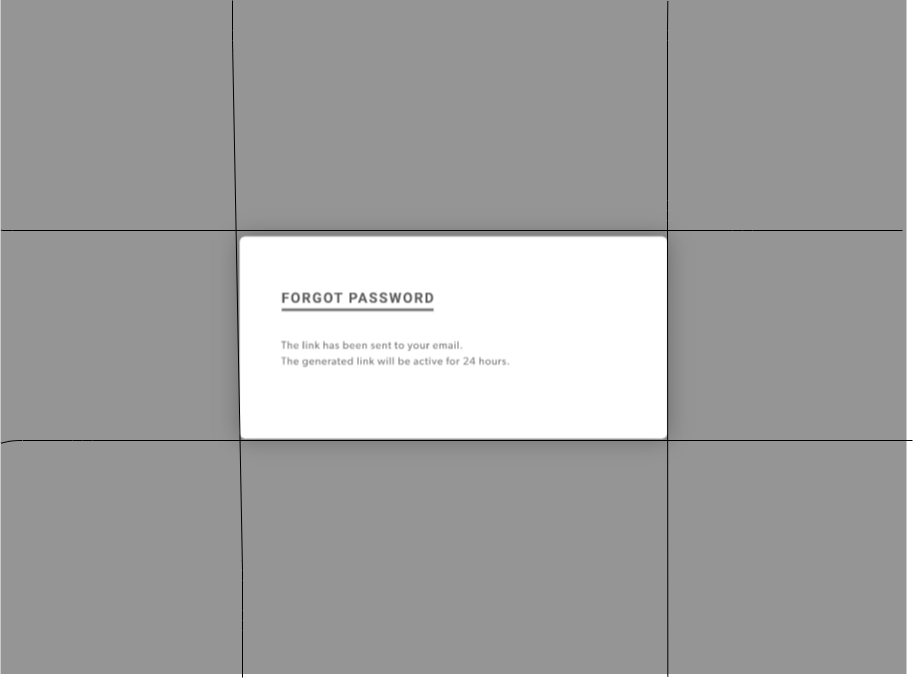 FORGOT PASSWORD
The link has been sent to your email.
The generated link will be active for 24 hours.